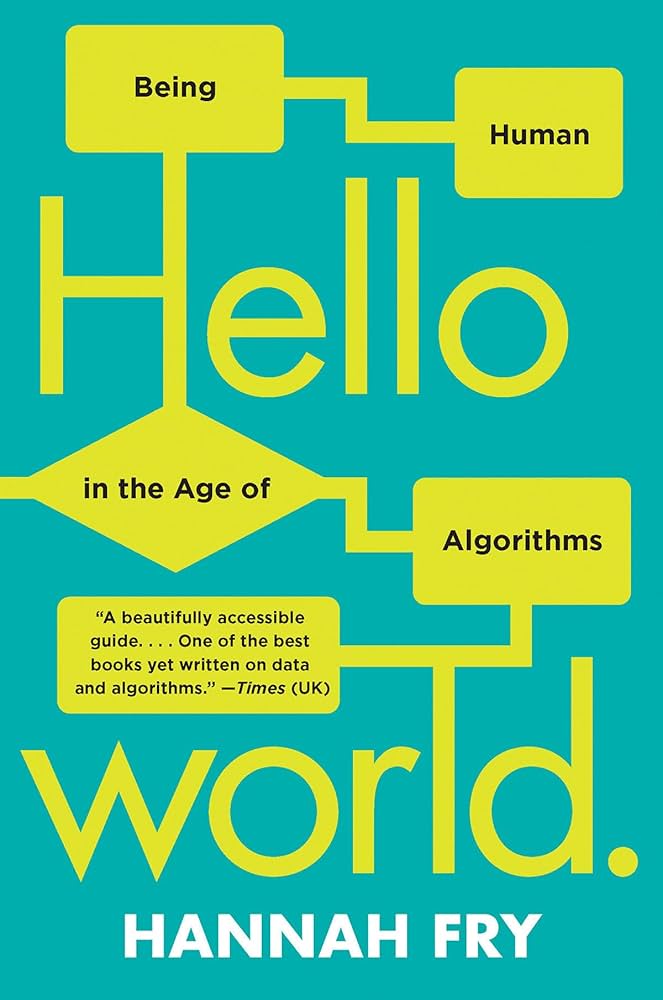 Being
Human
Hello
in the Age of
Algorithms
“A beautifully accessible
guide. . . . One of the best
books yet written on data
and algorithms.” —Times (UK)
world.
HANNAH FRY